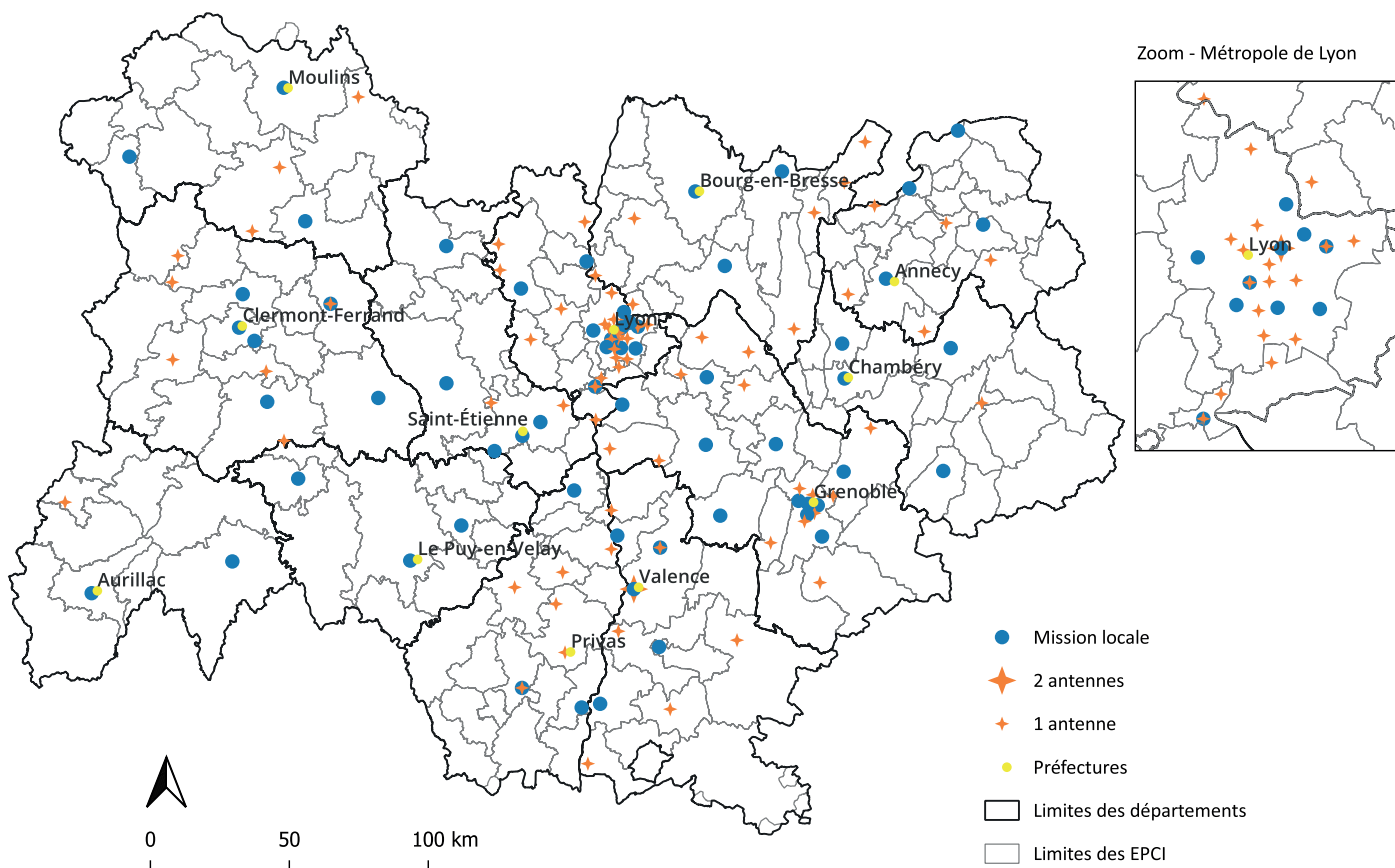 Zoom - Métropole de Lyon
Moulins
Bourg-en-Bresse
Lyon
Annecy
Clermont-Ferrand
Lyon
Chambéry
Saint-Étienne
Grenoble
Le Puy-en-Velay
Aurillac
Valence
Privas
Mission locale
2 antennes
1 antenne
Préfectures
Limites des départements
Limites des EPCI
0 50 100 km